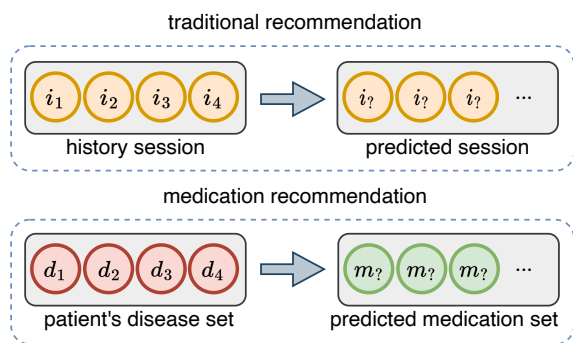 traditional recommendation
i₁ i₂ i₃ i₄ i? i? i? ...
history session predicted session
medication recommendation
d₁ d₂ d₃ d₄ m? m? m? ...
patient's disease set predicted medication set